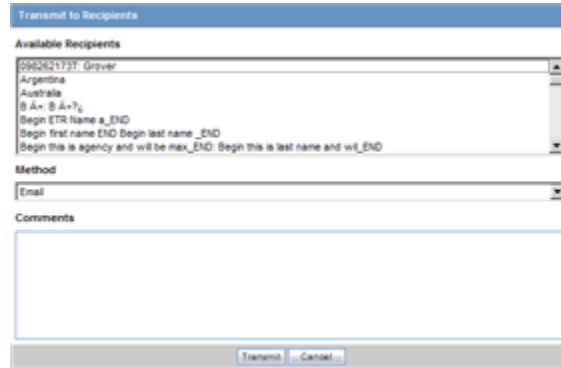 Transmit to Recipients
Available Recipients
098262173T: Grover
Argentina
Australia
B Ä÷: B Ä÷?¿
Begin ETR Name a_END
Begin first name END Begin last name _END
Begin this is agency and will be max_END: Begin this is last name and wil_END
Method
Email
Comments
Transmit Cancel